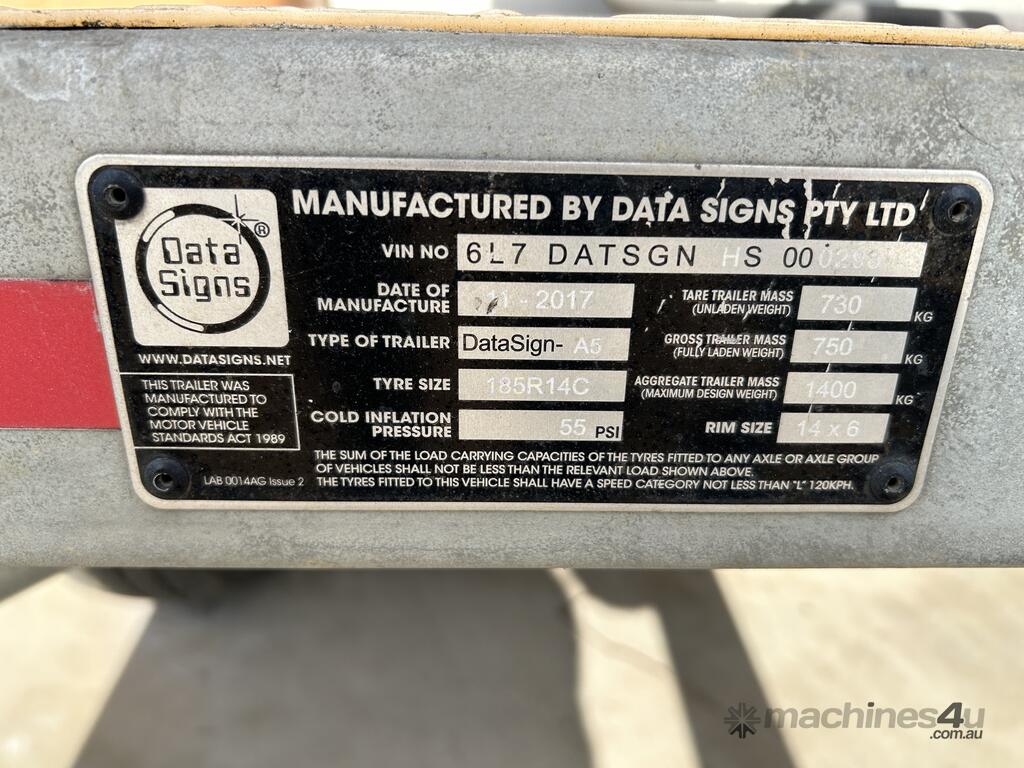 Data Signs ®
MANUFACTURED BY DATA SIGNS PTY LTD
VIN NO 6L7 DATSGN HS 00
DATE OF MANUFACTURE 11 - 2017
TYPE OF TRAILER DataSign- A5
TYRE SIZE 185R14C
COLD INFLATION PRESSURE 55 PSI
TARE TRAILER MASS (UNLADEN WEIGHT) 730 KG
GROSS TRAILER MASS (FULLY LADEN WEIGHT) 750 KG
AGGREGATE TRAILER MASS (MAXIMUM DESIGN WEIGHT) 1400 KG
RIM SIZE 14 x 6
WWW.DATASIGNS.NET
THIS TRAILER WAS
MANUFACTURED TO
COMPLY WITH THE
MOTOR VEHICLE
STANDARDS ACT 1989
THE SUM OF THE LOAD CARRYING CAPACITIES OF THE TYRES FITTED TO ANY AXLE OR AXLE GROUP
OF VEHICLES SHALL NOT BE LESS THAN THE RELEVANT LOAD SHOWN ABOVE.
THE TYRES FITTED TO THIS VEHICLE SHALL HAVE A SPEED CATEGORY NOT LESS THAN "L" 120KPH.
LAB 0014AG Issue 2
machines4u
.com.au